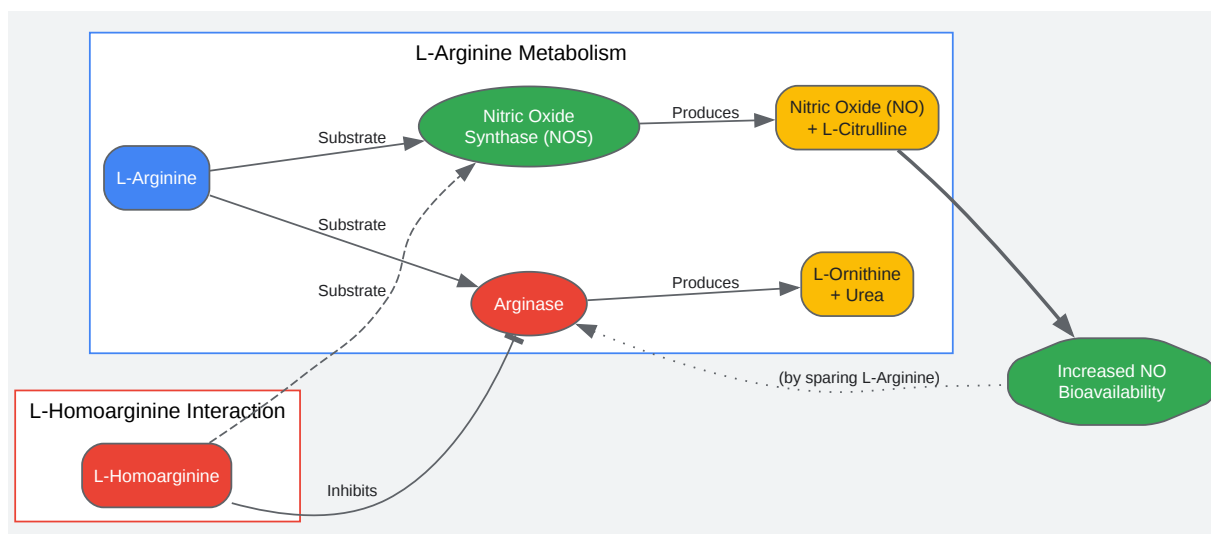 L-Arginine Metabolism
Nitric Oxide
Synthase (NOS)
Produces
Nitric Oxide (NO)
+ L-Citrulline
Substrate
L-Arginine
Substrate
Substrate
Arginase
Produces
L-Ornithine
+ Urea
(by sparing L-Arginine)
Increased NO
Bioavailability
L-Homoarginine Interaction
L-Homoarginine
Inhibits